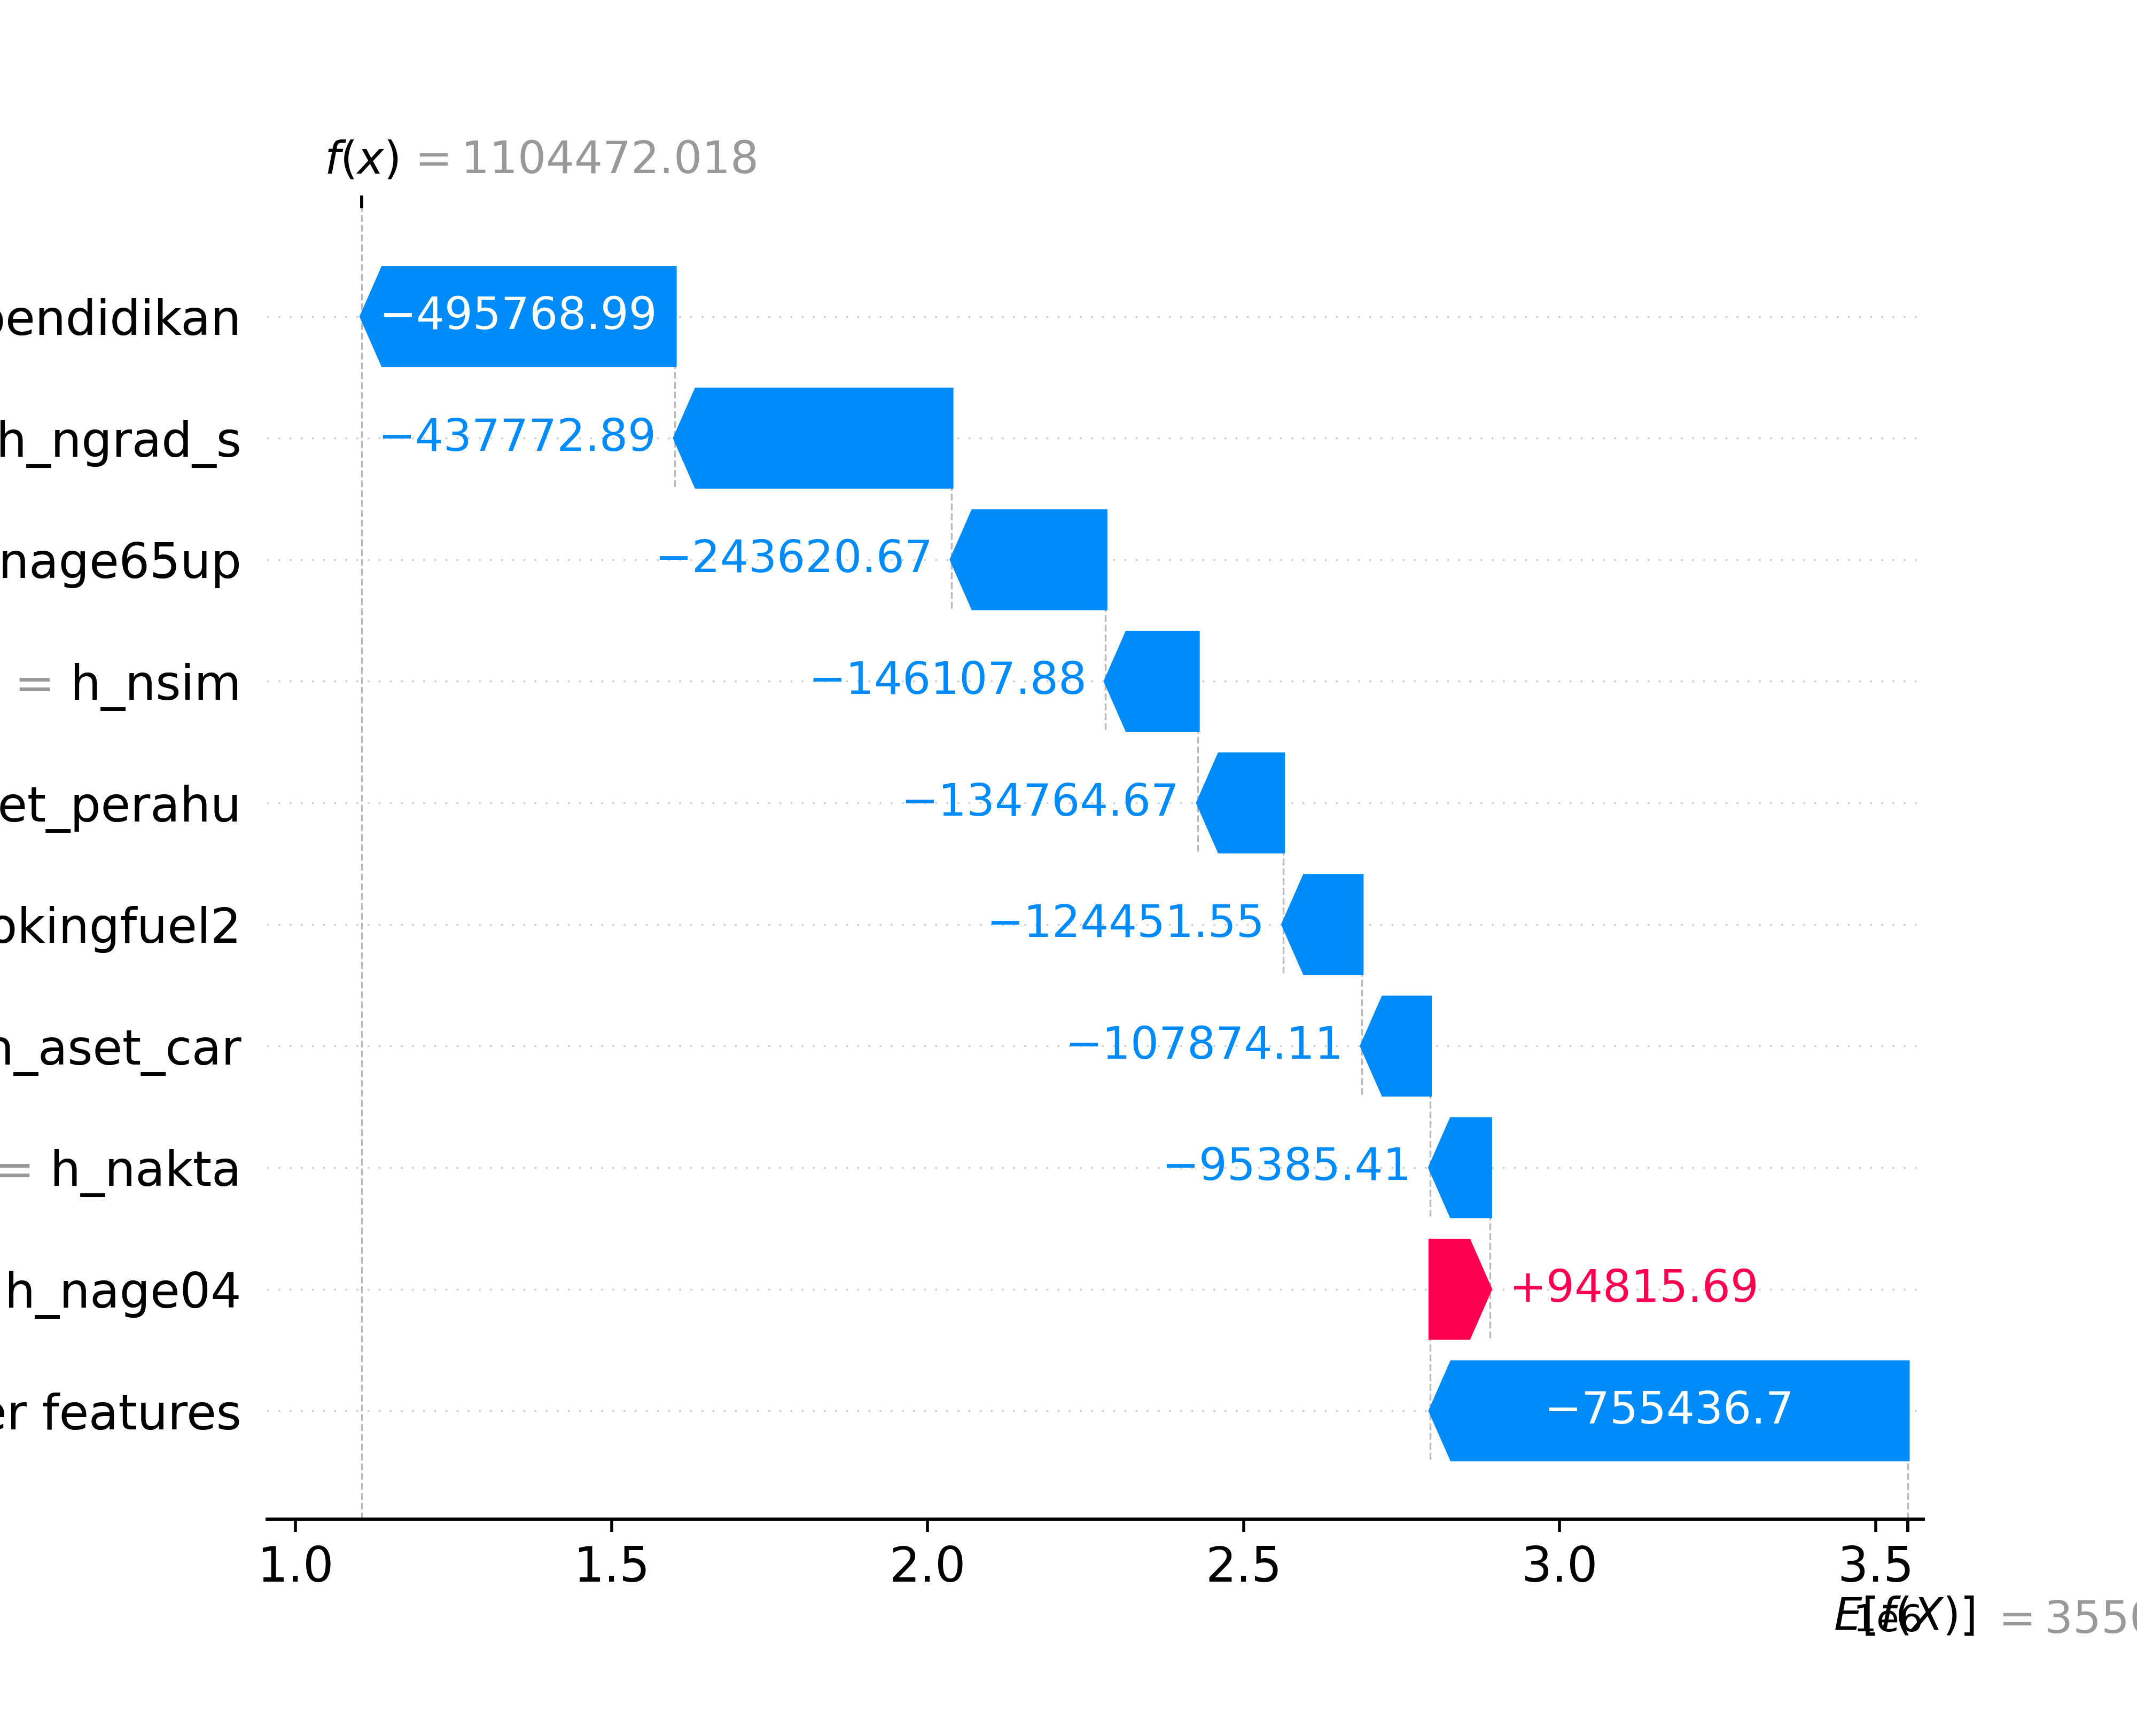 f(x) = 1104472.018
pendidikan −495768.99
h_ngrad_s −437772.89
nage65up −243620.67
= h_nsim −146107.88
et_perahu −134764.67
okingfuel2 −124451.55
_aset_car −107874.11
= h_nakta −95385.41
h_nage04 +94815.69
er features −755436.7
1.0 1.5 2.0 2.5 3.0 3.5
1e6
E[f(X)] = 355